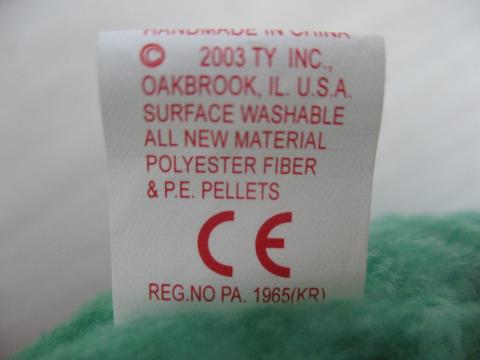 HANDMADE IN CHINA
© 2003 TY INC.,
OAKBROOK, IL. U.S.A.
SURFACE WASHABLE
ALL NEW MATERIAL
POLYESTER FIBER
& P.E. PELLETS
CE
REG.NO PA. 1965(KR)